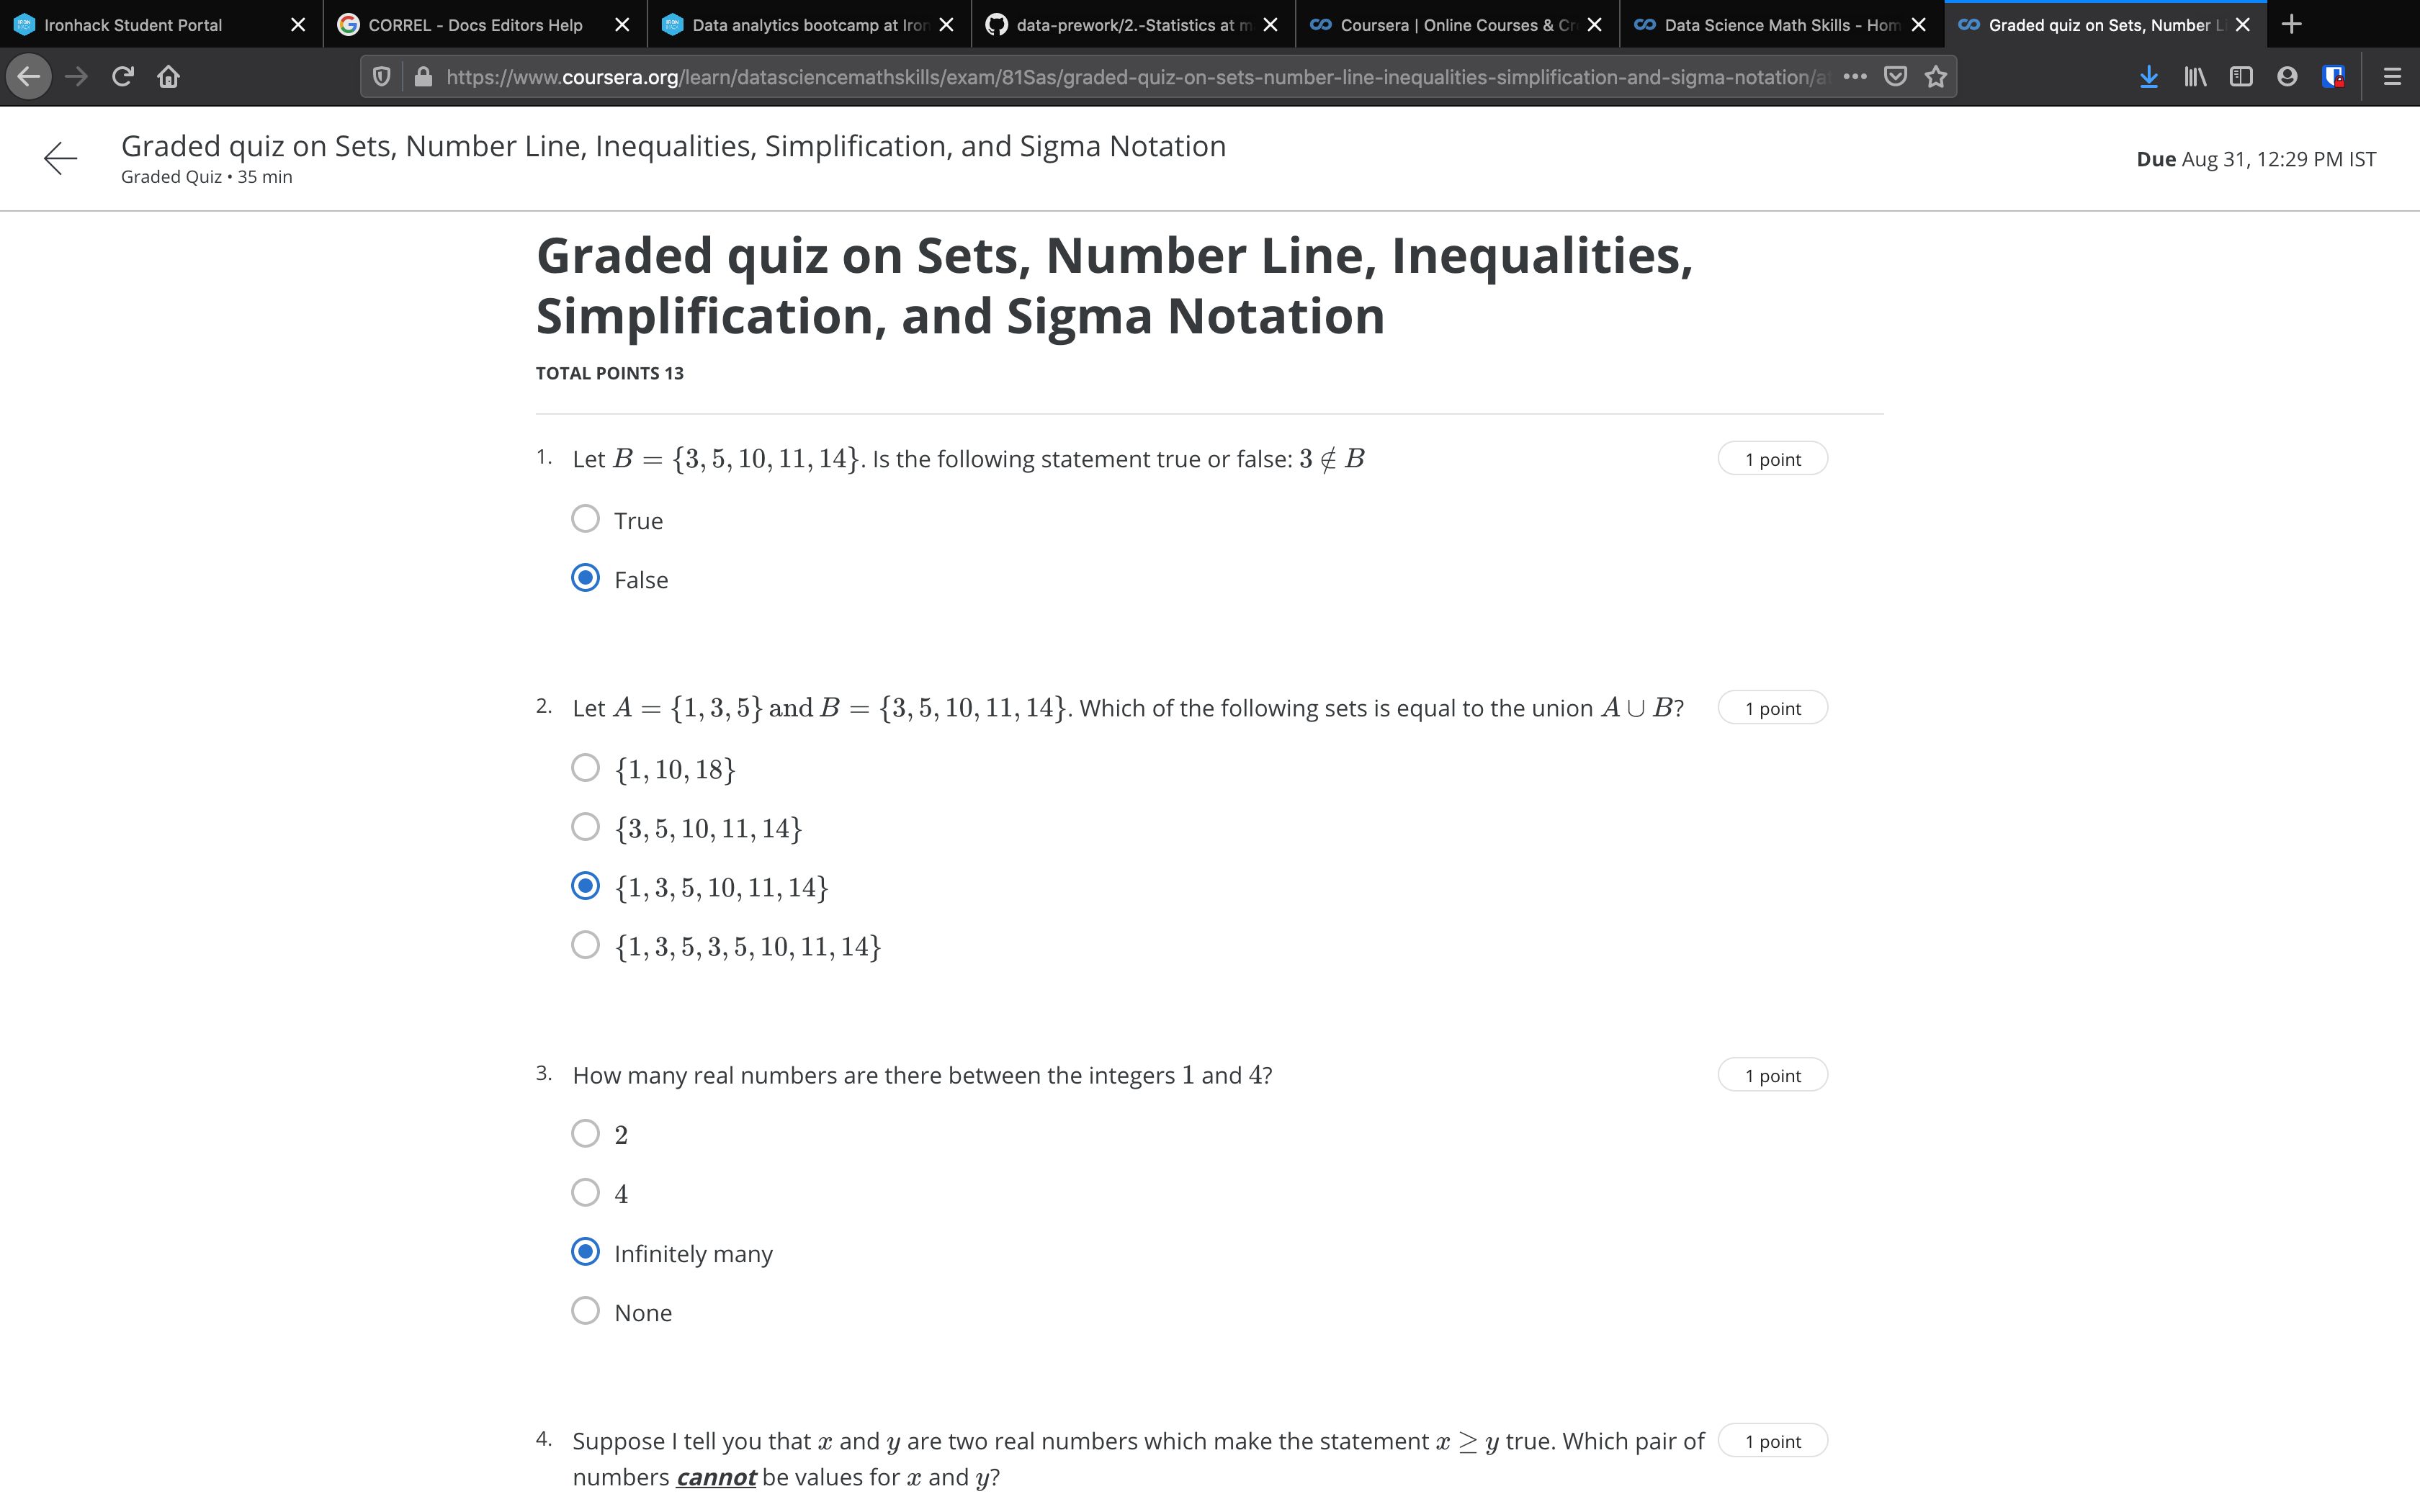 Ironhack Student Portal
CORREL - Docs Editors Help
Data analytics bootcamp at Iron
data-prework/2.-Statistics at m
Coursera | Online Courses & Cr
Data Science Math Skills - Hom
Graded quiz on Sets, Number L
https://www.coursera.org/learn/datasciencemathskills/exam/81Sas/graded-quiz-on-sets-number-line-inequalities-simplification-and-sigma-notation/at
Graded quiz on Sets, Number Line, Inequalities, Simplification, and Sigma Notation
Graded Quiz • 35 min
Due Aug 31, 12:29 PM IST
Graded quiz on Sets, Number Line, Inequalities,
Simplification, and Sigma Notation
TOTAL POINTS 13
1. Let B = {3, 5, 10, 11, 14}. Is the following statement true or false: 3 ∉ B
1 point
True
False
2. Let A = {1, 3, 5} and B = {3, 5, 10, 11, 14}. Which of the following sets is equal to the union A ∪ B?
1 point
{1, 10, 18}
{3, 5, 10, 11, 14}
{1, 3, 5, 10, 11, 14}
{1, 3, 5, 3, 5, 10, 11, 14}
3. How many real numbers are there between the integers 1 and 4?
1 point
2
4
Infinitely many
None
4. Suppose I tell you that x and y are two real numbers which make the statement x ≥ y true. Which pair of
1 point
numbers cannot be values for x and y?